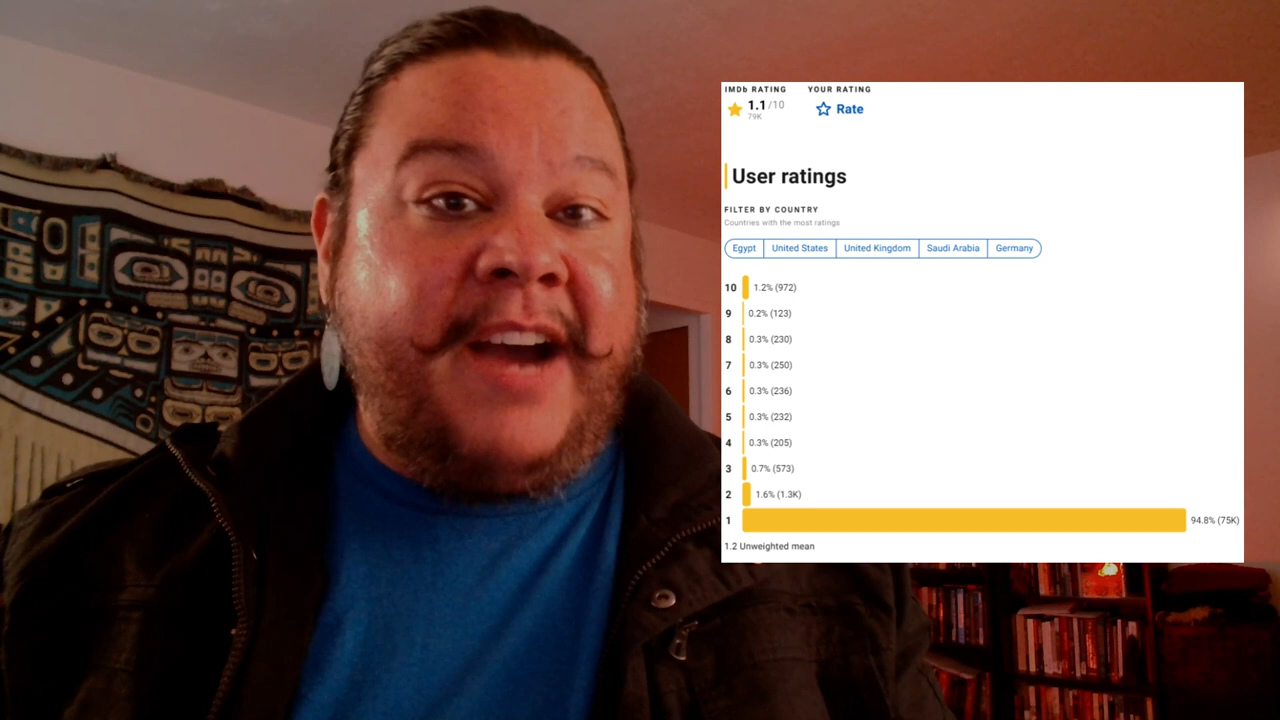 IMDb RATING YOUR RATING
1.1/10 Rate
79K
User ratings
FILTER BY COUNTRY
Countries with the most ratings
Egypt United States United Kingdom Saudi Arabia Germany
10 1.2% (972)
9 0.2% (123)
8 0.3% (230)
7 0.3% (250)
6 0.3% (236)
5 0.3% (232)
4 0.3% (205)
3 0.7% (573)
2 1.6% (1.3K)
1 94.8% (75K)
1.2 Unweighted mean